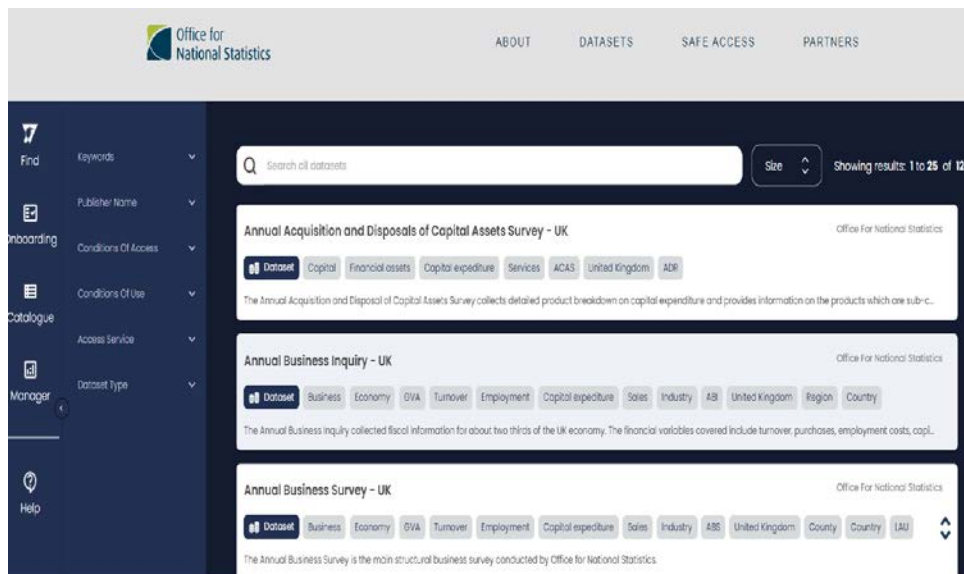 Office for
National Statistics
ABOUT DATASETS SAFE ACCESS PARTNERS
Find
Onboarding
Catalogue
Manager
Help
Keywords
Publisher Name
Conditions Of Access
Conditions Of Use
Access Service
Dataset Type
Search all datasets
Size
Showing results: 1 to 25 of 12
Annual Acquisition and Disposals of Capital Assets Survey - UK
Office For National Statistics
Dataset Capital Financial assets Capital expediture Services ACAS United Kingdom ADR
The Annual Acquisition and Disposal of Capital Assets Survey collects detailed product breakdown on capital expenditure and provides information on the products which are sub-c...
Annual Business Inquiry - UK
Office For National Statistics
Dataset Business Economy GVA Turnover Employment Capital expediture Sales Industry ABI United Kingdom Region Country
The Annual Business Inquiry collected fiscal information for about two thirds of the UK economy. The financial variables covered include turnover, purchases, employment costs, capi...
Annual Business Survey - UK
Office For National Statistics
Dataset Business Economy GVA Turnover Employment Capital expediture Sales Industry ABS United Kingdom County Country LAU
The Annual Business Survey is the main structural business survey conducted by Office for National Statistics.